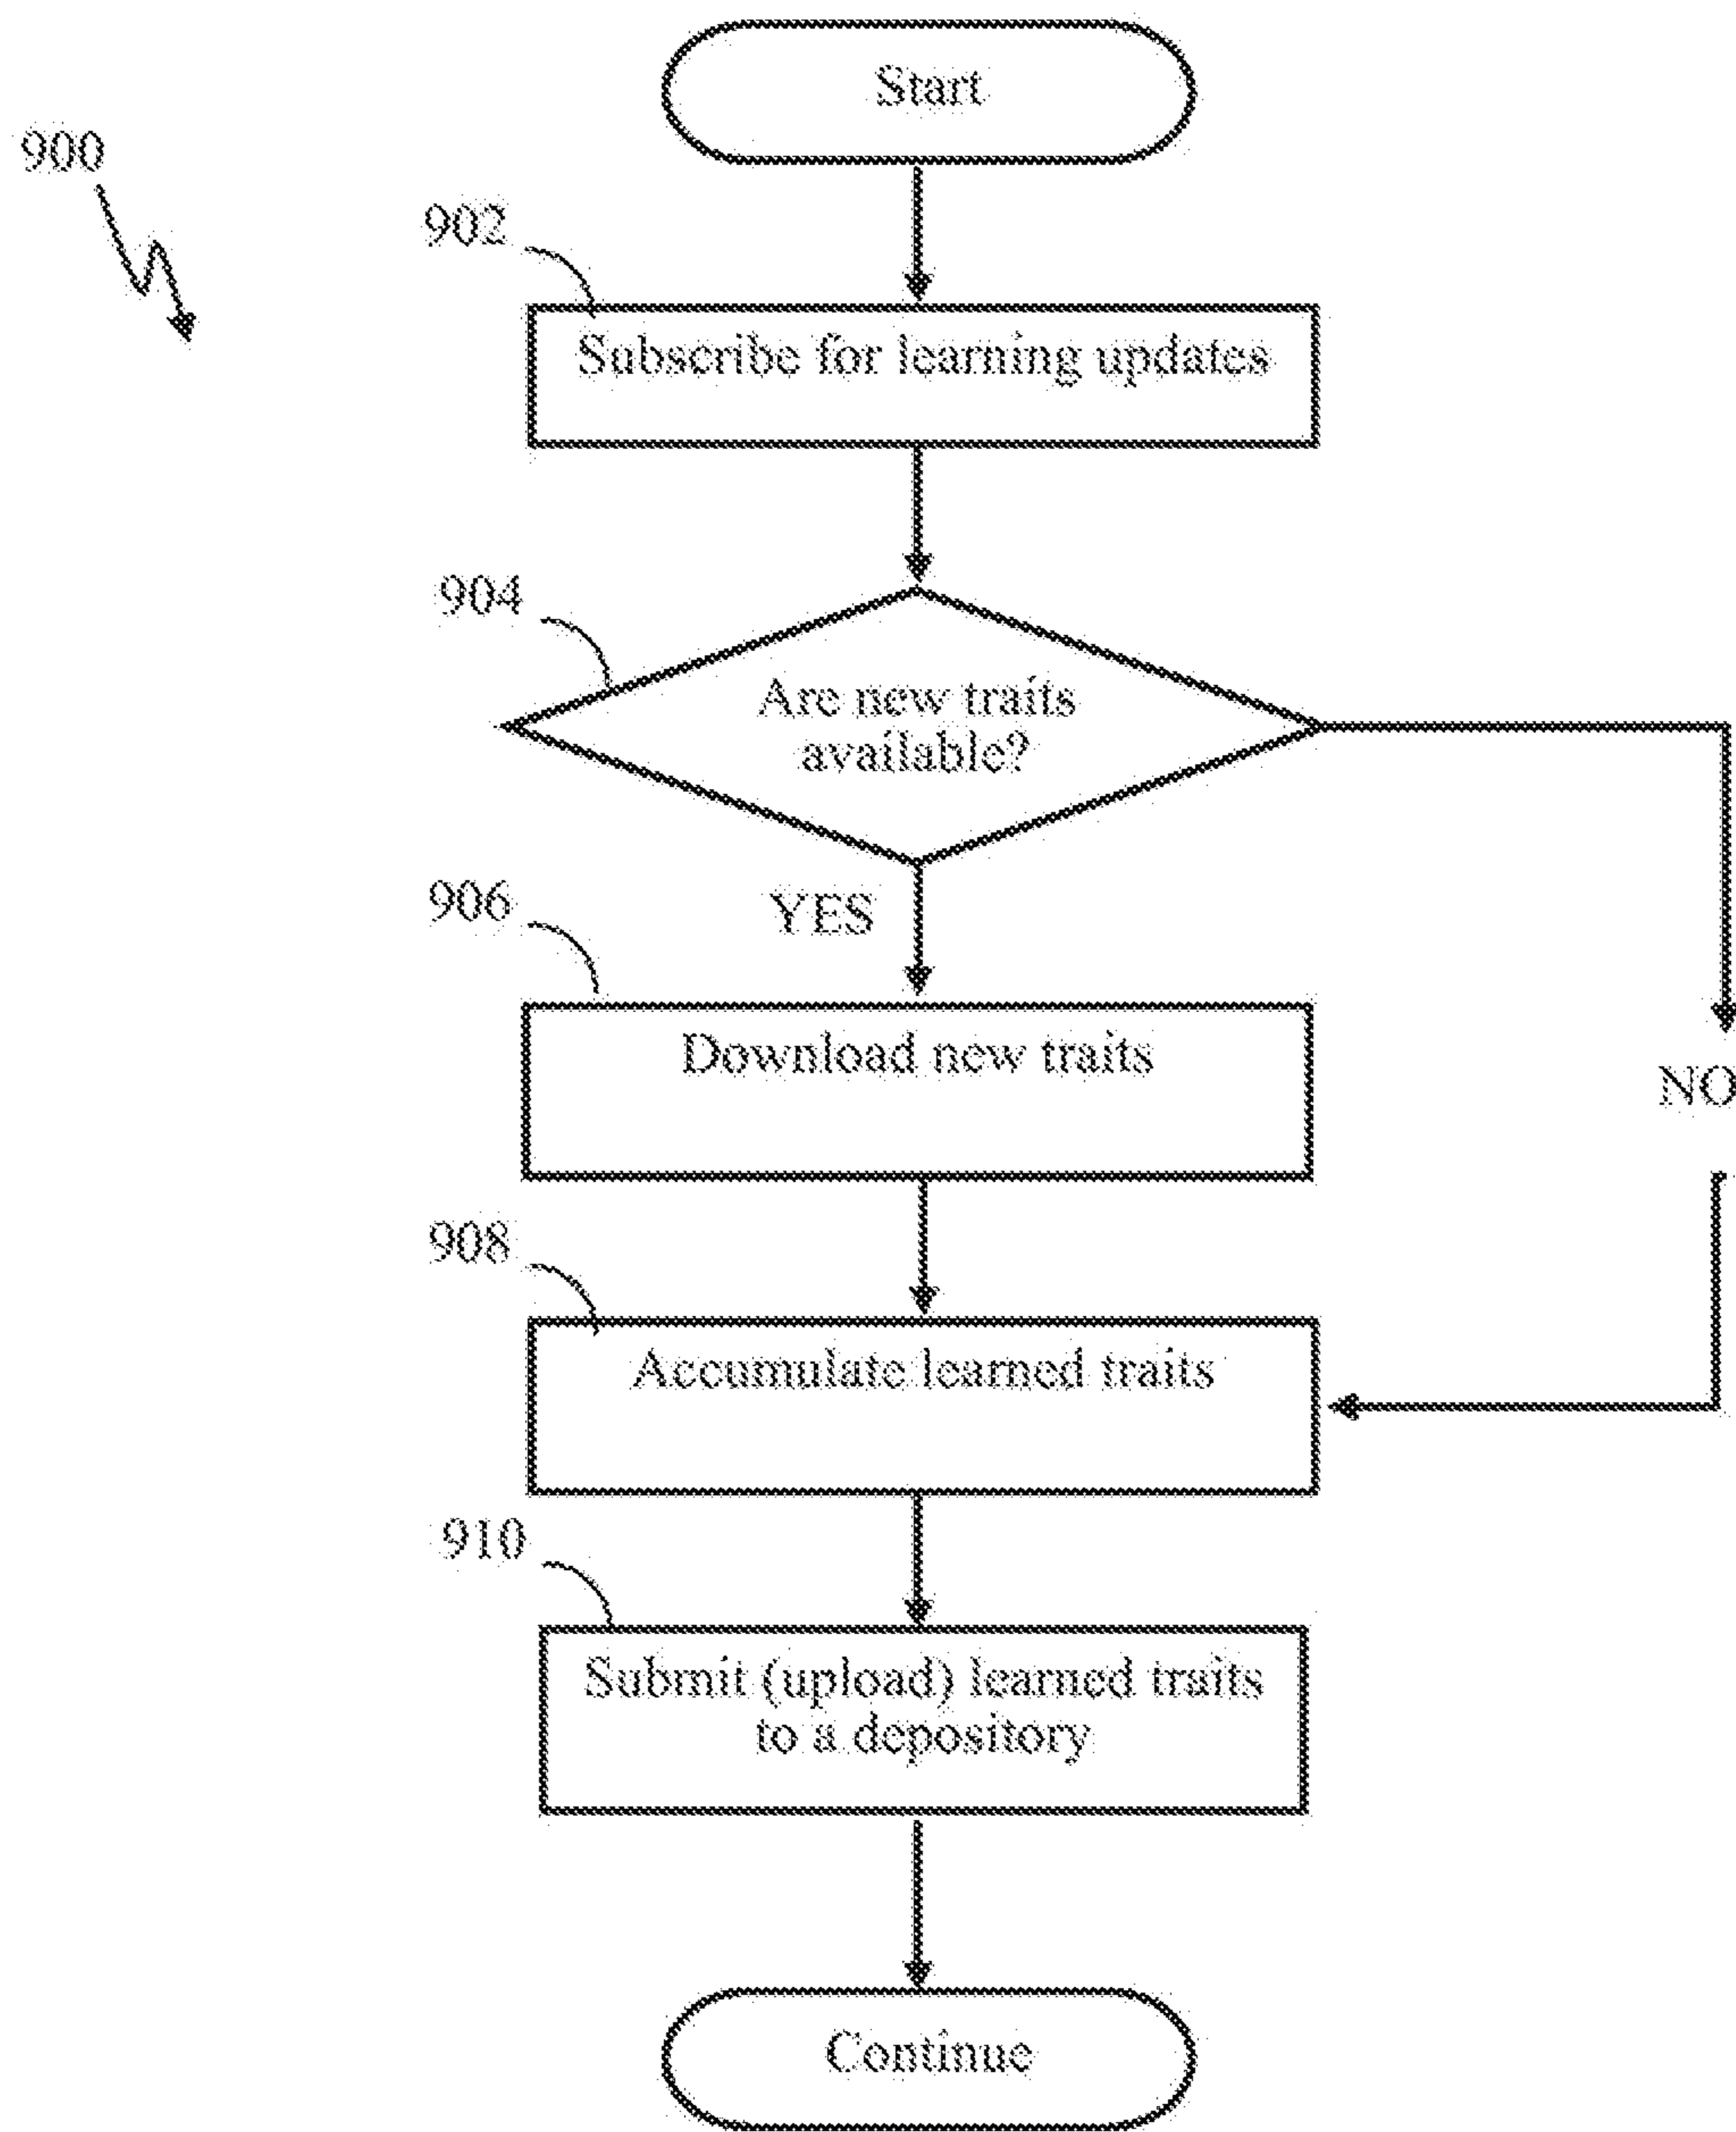 Start
900
902
Subscribe for learning updates
904
Are new traits
available?
YES
906
Download new traits
NO
908
Accumulate learned traits
910
Submit (upload) learned traits
to a depository
Continue